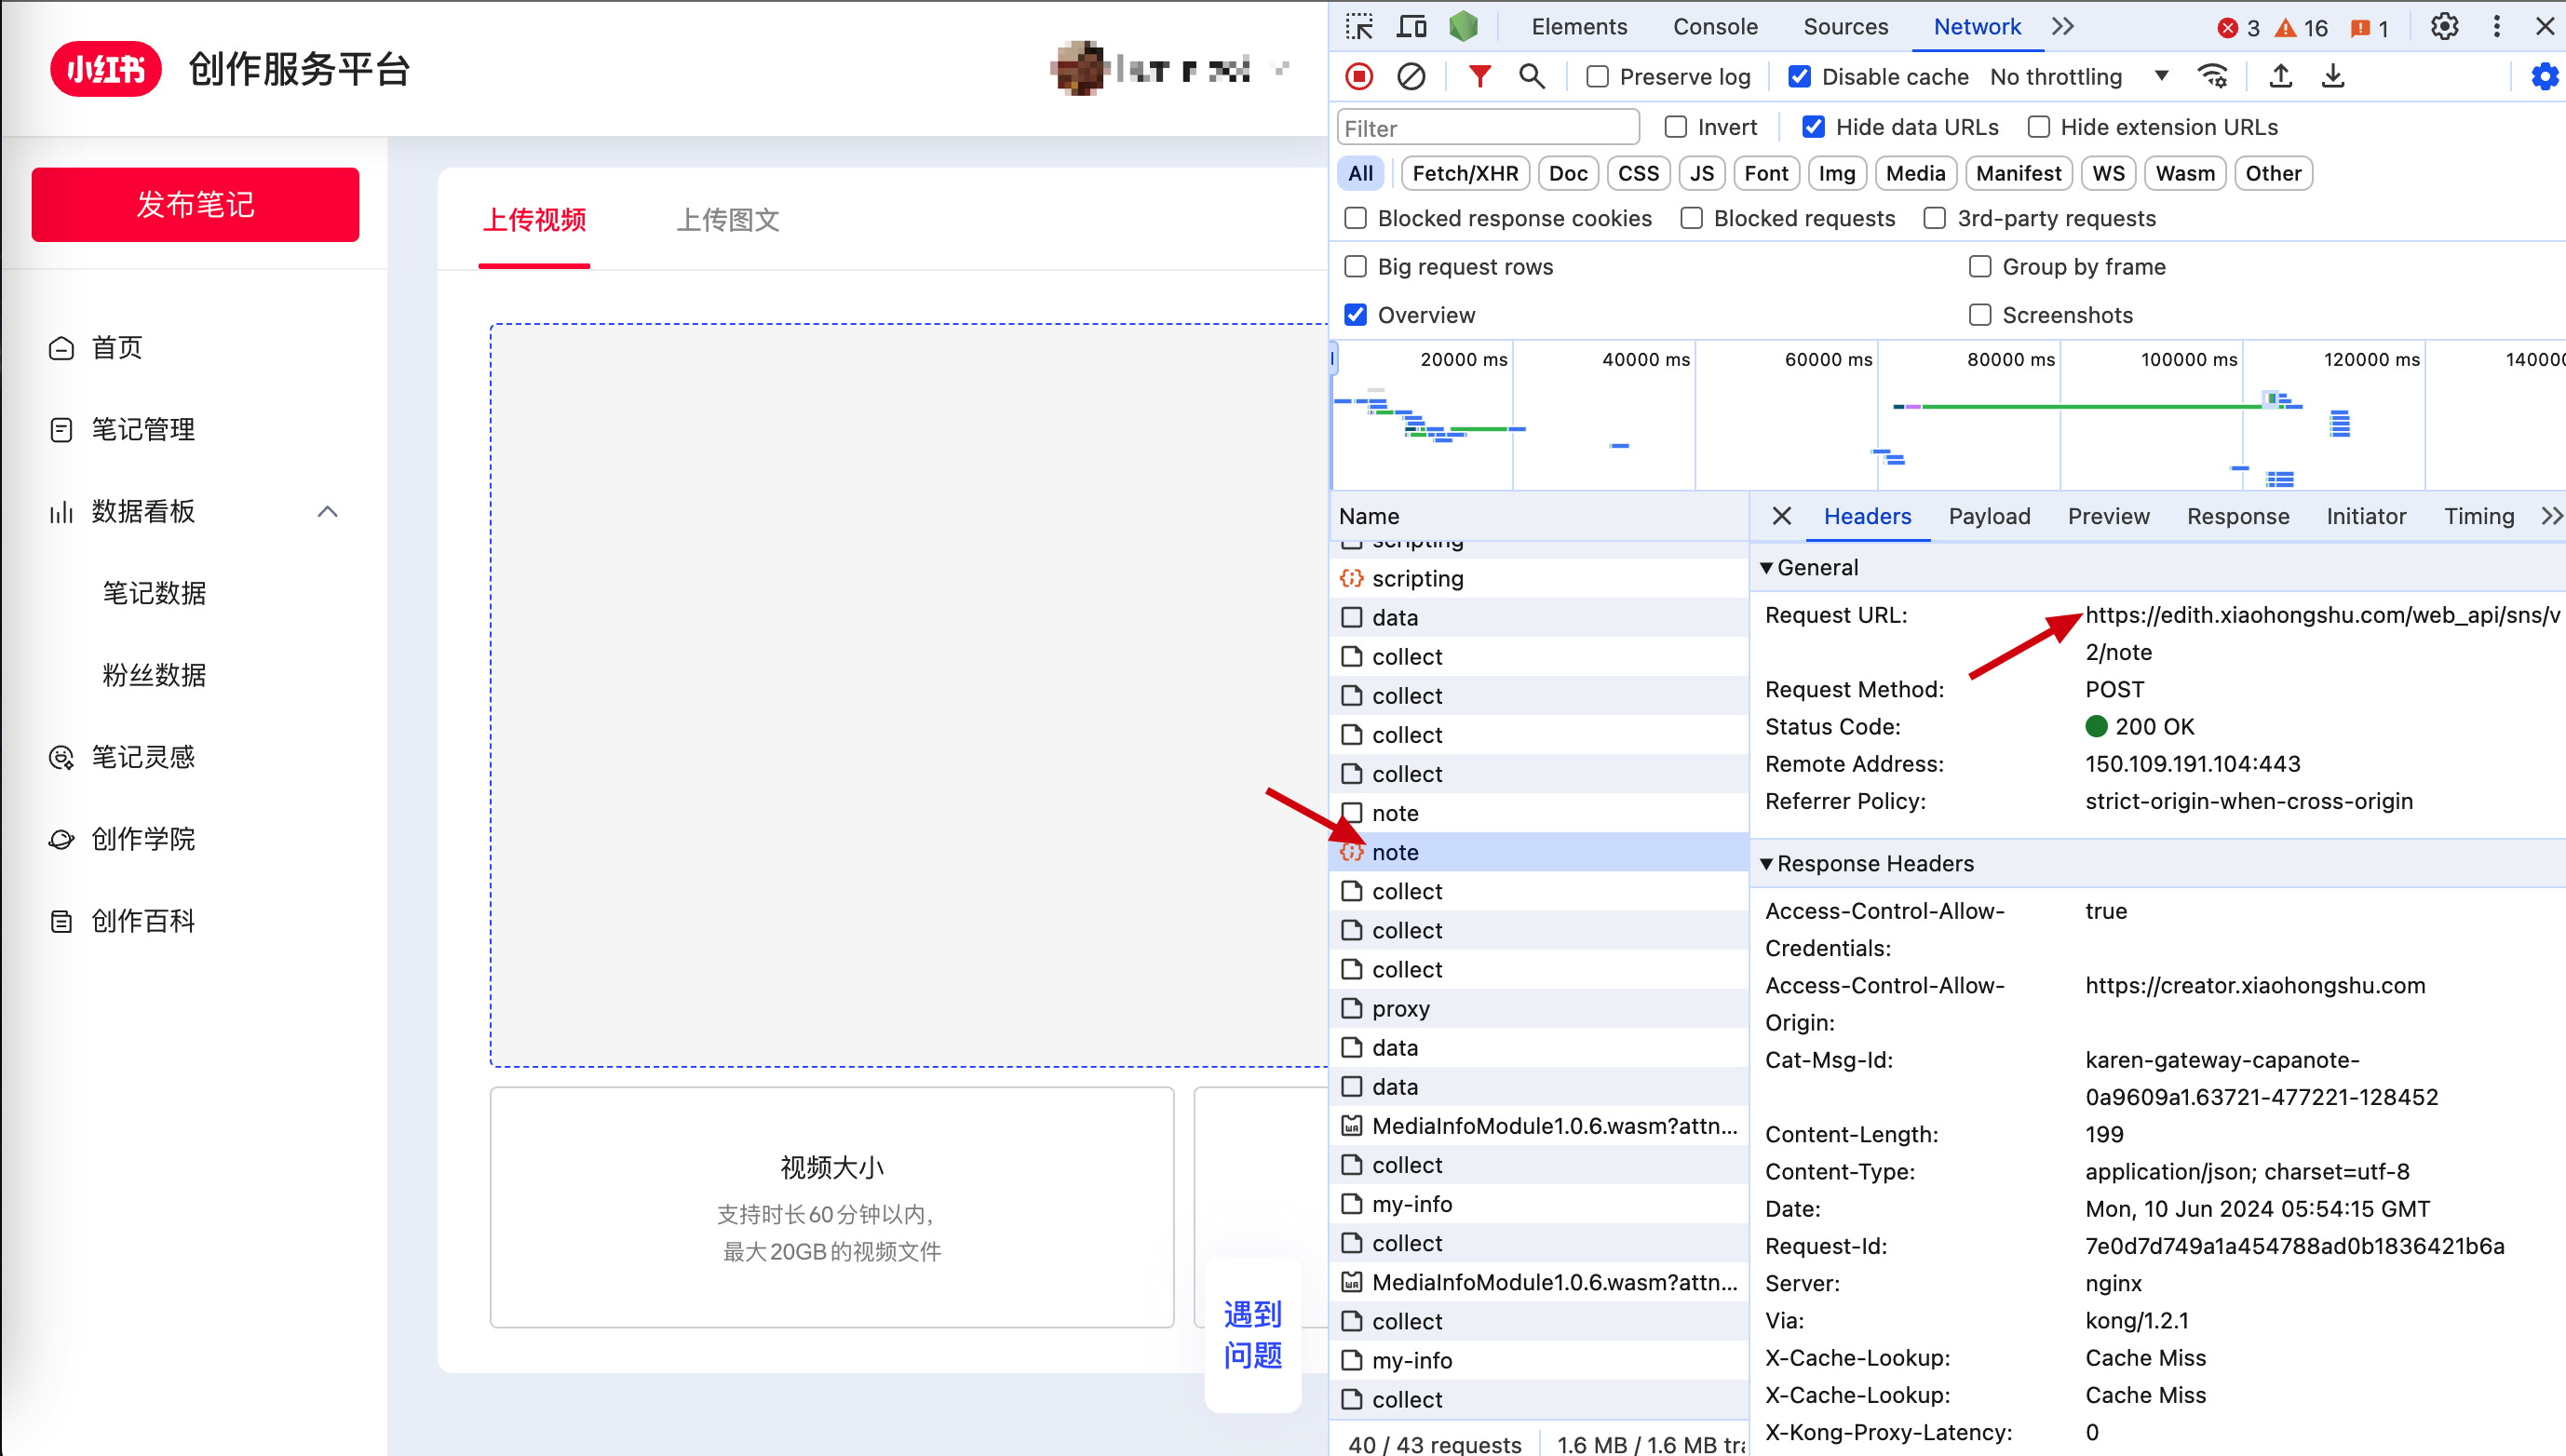 小红书 创作服务平台
发布笔记
首页
笔记管理
数据看板
笔记数据
粉丝数据
笔记灵感
创作学院
创作百科
上传视频 上传图文
视频大小
支持时长60分钟以内,
最大20GB的视频文件
遇到
问题
Elements Console Sources Network 3 16 1
Preserve log Disable cache No throttling
Filter Invert Hide data URLs Hide extension URLs
All Fetch/XHR Doc CSS JS Font Img Media Manifest WS Wasm Other
Blocked response cookies Blocked requests 3rd-party requests
Big request rows Group by frame
Overview Screenshots
20000 ms 40000 ms 60000 ms 80000 ms 100000 ms 120000 ms
Name
scripting
scripting
data
collect
collect
collect
collect
note
note
collect
collect
collect
proxy
data
data
MediaInfoModule1.0.6.wasm?attn...
collect
my-info
collect
MediaInfoModule1.0.6.wasm?attn...
collect
my-info
collect
40 / 43 requests 1.6 MB / 1.6 MB
Headers Payload Preview Response Initiator Timing
General
Request URL: https://edith.xiaohongshu.com/web_api/sns/v
2/note
Request Method: POST
Status Code: 200 OK
Remote Address: 150.109.191.104:443
Referrer Policy: strict-origin-when-cross-origin
Response Headers
Access-Control-Allow- true
Credentials:
Access-Control-Allow- https://creator.xiaohongshu.com
Origin:
Cat-Msg-Id: karen-gateway-capanote-
0a9609a1.63721-477221-128452
Content-Length: 199
Content-Type: application/json; charset=utf-8
Date: Mon, 10 Jun 2024 05:54:15 GMT
Request-Id: 7e0d7d749a1a454788ad0b1836421b6a
Server: nginx
Via: kong/1.2.1
X-Cache-Lookup: Cache Miss
X-Cache-Lookup: Cache Miss
X-Kong-Proxy-Latency: 0